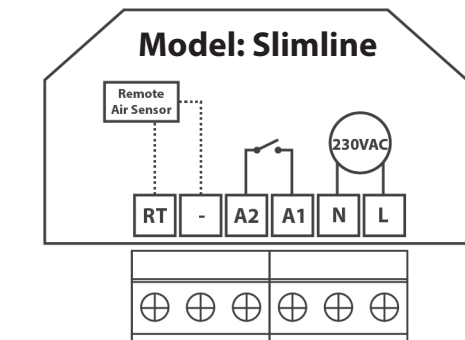 Model: Slimline
Remote
Air Sensor
230VAC
RT - A2 A1 N L